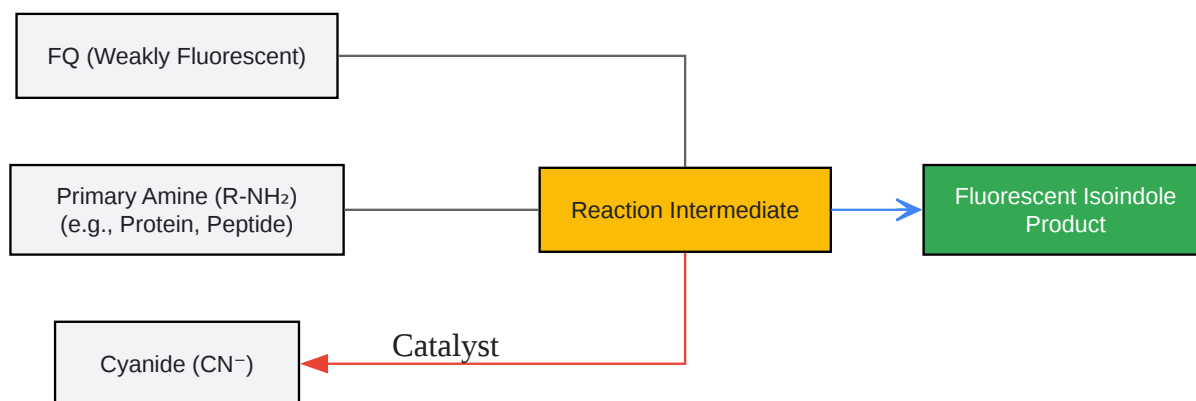 FQ (Weakly Fluorescent)
Primary Amine (R-NH₂)
(e.g., Protein, Peptide)
Reaction Intermediate
Fluorescent Isoindole
Product
Catalyst
Cyanide (CN⁻)